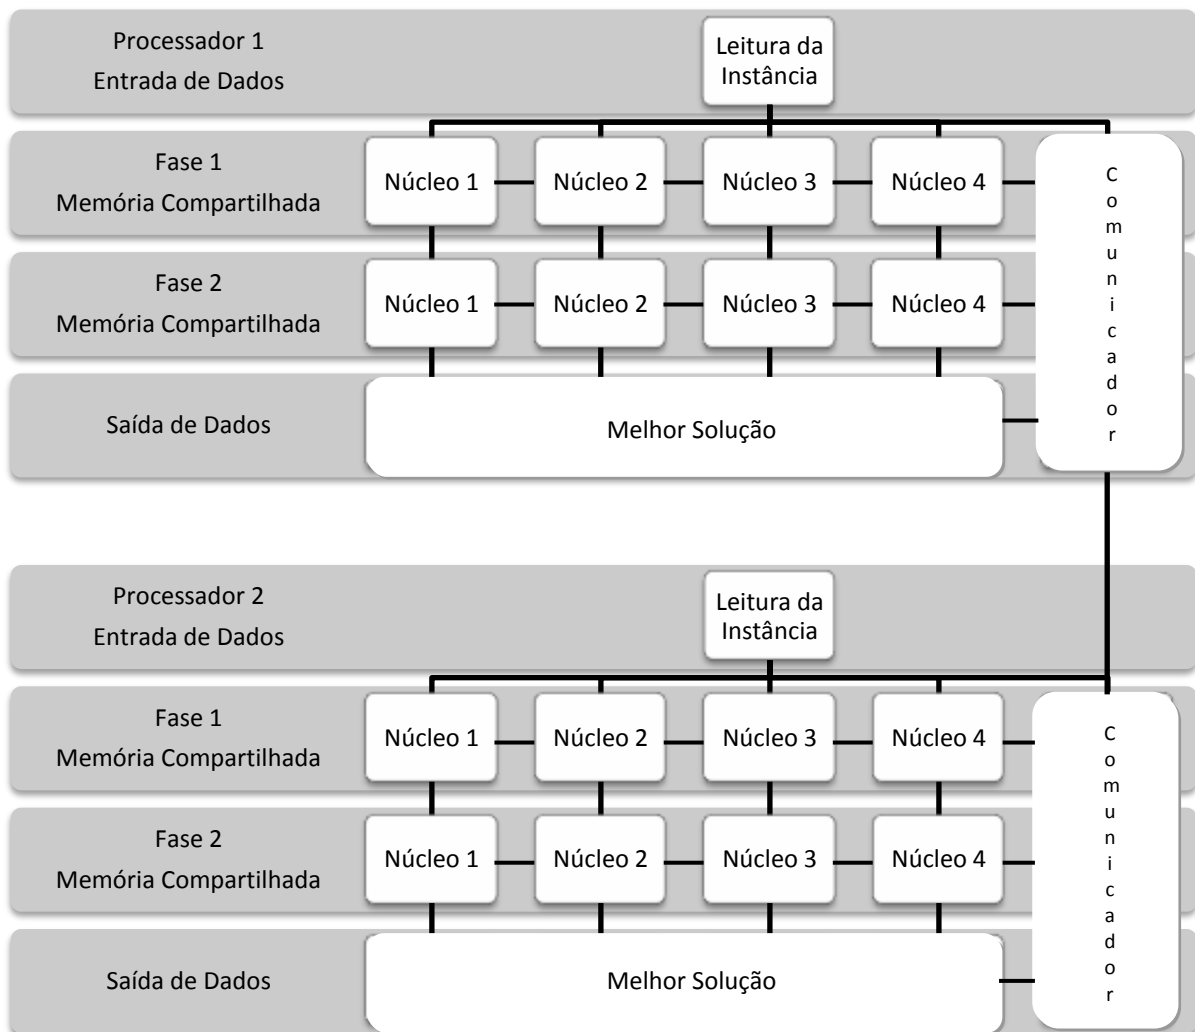 Processador 1
Entrada de Dados
Leitura da
Instância
Fase 1
Memória Compartilhada
Núcleo 1
Núcleo 2
Núcleo 3
Núcleo 4
Comunicador
Fase 2
Memória Compartilhada
Núcleo 1
Núcleo 2
Núcleo 3
Núcleo 4
Saída de Dados
Melhor Solução
Processador 2
Entrada de Dados
Leitura da
Instância
Fase 1
Memória Compartilhada
Núcleo 1
Núcleo 2
Núcleo 3
Núcleo 4
Comunicador
Fase 2
Memória Compartilhada
Núcleo 1
Núcleo 2
Núcleo 3
Núcleo 4
Saída de Dados
Melhor Solução